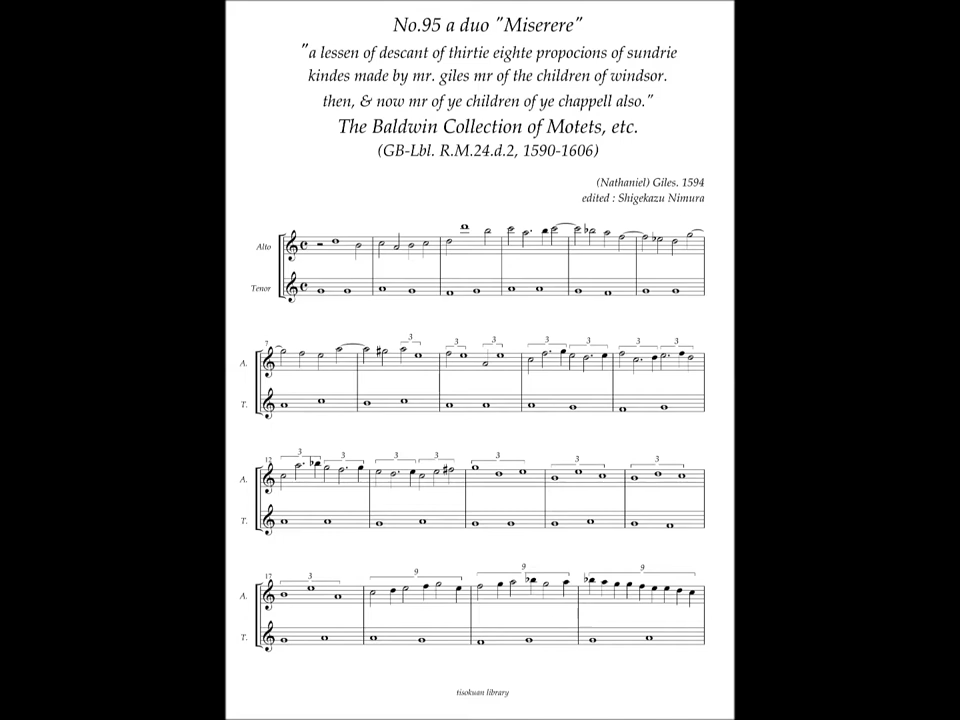 No.95 a duo "Miserere"
"a lessen of descant of thirtie eighte propocions of sundrie
kindes made by mr. giles mr of the children of windsor.
then, & now mr of ye children of ye chappell also."
The Baldwin Collection of Motets, etc.
(GB-Lbl. R.M.24.d.2, 1590-1606)
(Nathaniel) Giles. 1594
edited : Shigekazu Nimura
Alto
Tenor
7
3 3 3 3 3 3 3
A.
T.
12
3 3 3 3 3 3 3
A.
T.
17
3 9 9 9
A.
T.
tisokuan library